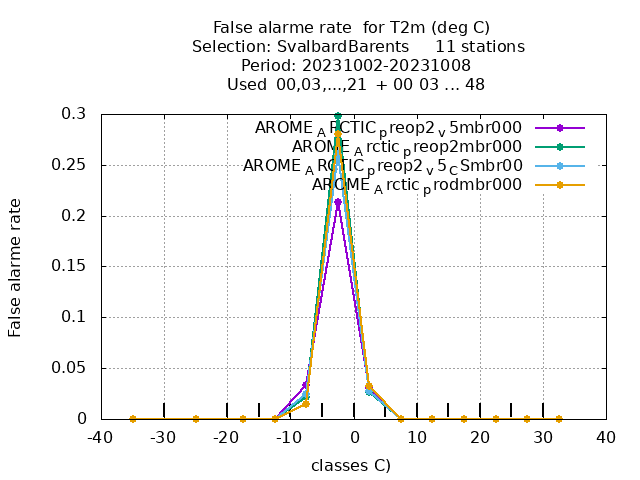 False alarme rate  for T2m (deg C)
Selection: SvalbardBarents     11 stations
Period: 20231002-20231008
Used  00,03,...,21  + 00 03 ... 48
AROME_ARCTIC_preop2_v5mbr000
AROME_Arctic_preop2mbr000
AROME_ARCTIC_preop2_v5_CSmbr00
AROME_Arctic_prodmbr000
False alarme rate
0.3
0.25
0.2
0.15
0.1
0.05
0
-40 -30 -20 -10 0 10 20 30 40
classes C)